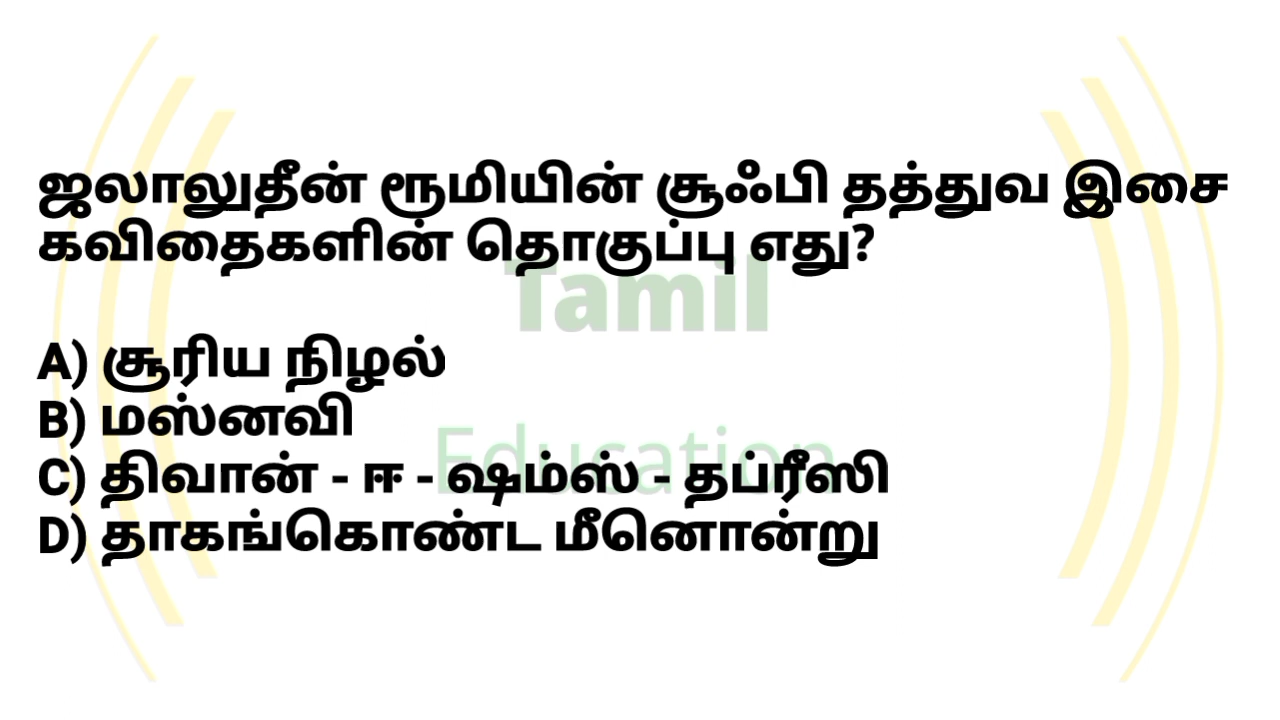 ஜலாலுதீன் ரூமியின் சூஃபி தத்துவ இசை
கவிதைகளின் தொகுப்பு எது?
Tamil
A) சூரிய நிழல்
B) மஸ்னவி
Education
C) திவான் - ஈ - ஷம்ஸ் - தப்ரீஸி
D) தாகங்கொண்ட மீனொன்று